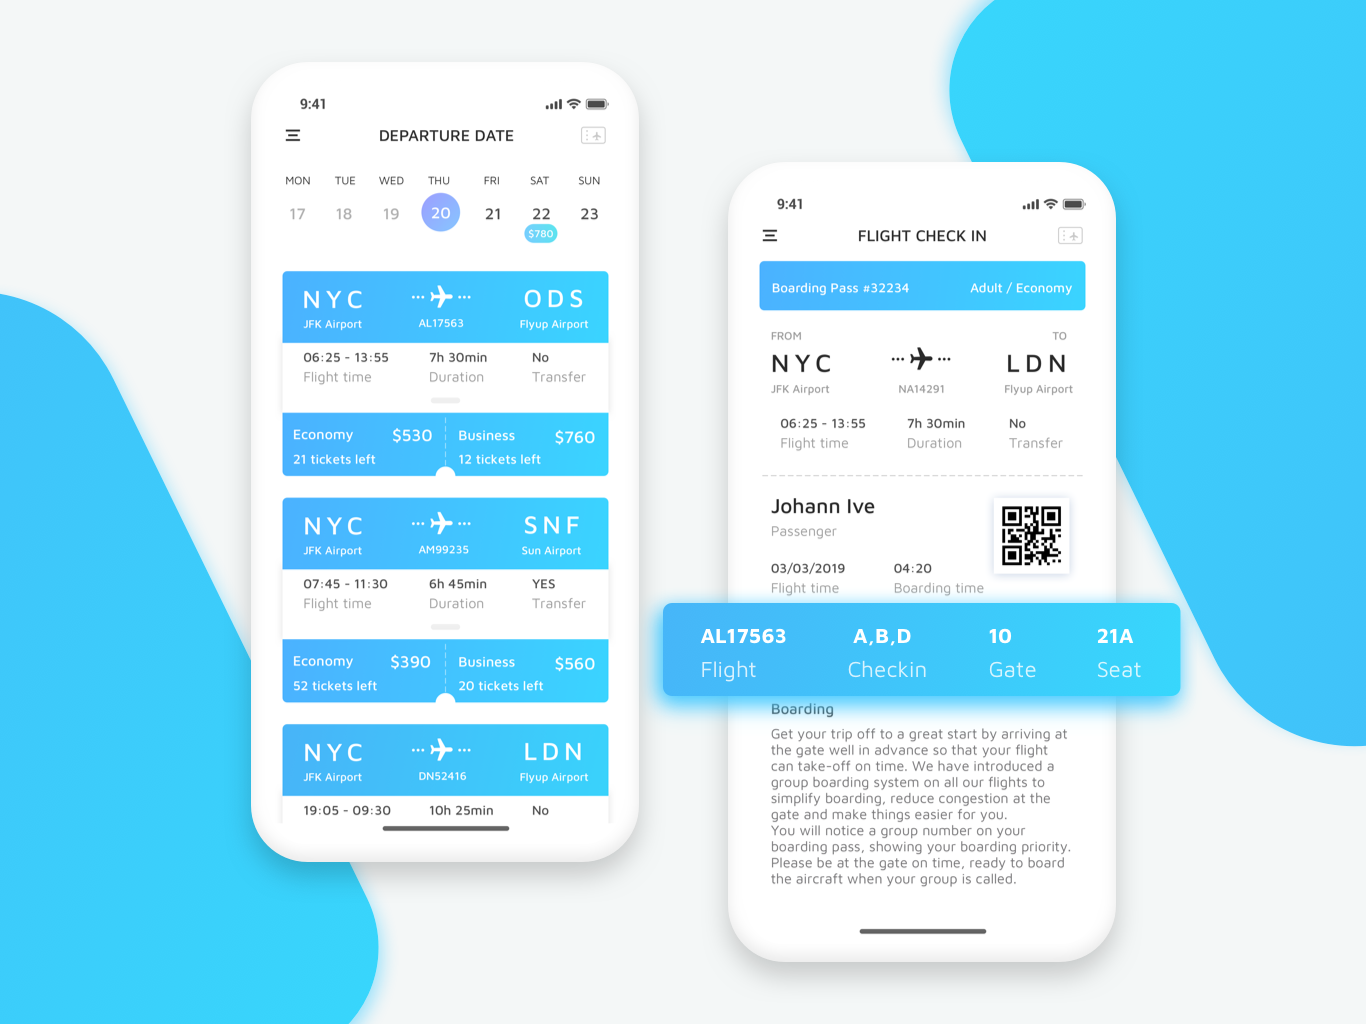 9:41
DEPARTURE DATE
MON TUE WED THU FRI SAT SUN
17 18 19 20 21 22 23
$780
NYC ODS
JFK Airport AL17563 Flyup Airport
06:25 - 13:55 7h 30min No
Flight time Duration Transfer
Economy $530 Business $760
21 tickets left 12 tickets left
NYC SNF
JFK Airport AM99235 Sun Airport
07:45 - 11:30 6h 45min YES
Flight time Duration Transfer
Economy $390 Business $560
52 tickets left 20 tickets left
NYC LDN
JFK Airport DN52416 Flyup Airport
19:05 - 09:30 10h 25min No
9:41
FLIGHT CHECK IN
Boarding Pass #32234 Adult / Economy
FROM TO
NYC LDN
JFK Airport NA14291 Flyup Airport
06:25 - 13:55 7h 30min No
Flight time Duration Transfer
Johann Ive
Passenger
03/03/2019 04:20
Flight time Boarding time
AL17563 A,B,D 10 21A
Flight Checkin Gate Seat
Boarding
Get your trip off to a great start by arriving at
the gate well in advance so that your flight
can take-off on time. We have introduced a
group boarding system on all our flights to
simplify boarding, reduce congestion at the
gate and make things easier for you.
You will notice a group number on your
boarding pass, showing your boarding priority.
Please be at the gate on time, ready to board
the aircraft when your group is called.